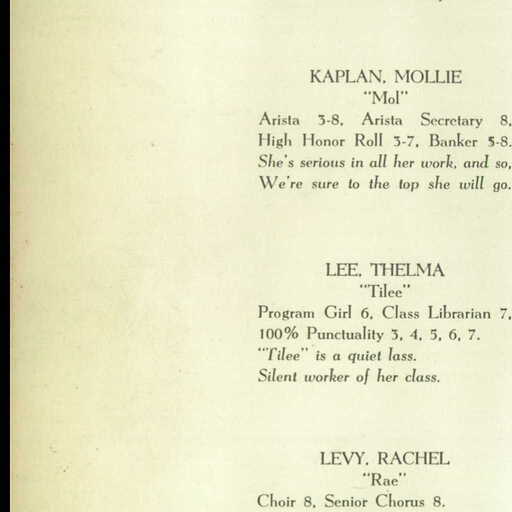 KAPLAN, MOLLIE
"Mol"
Arista 3-8, Arista Secretary 8,
High Honor Roll 3-7, Banker 5-8.
She's serious in all her work, and so,
We're sure to the top she will go.
LEE, THELMA
"Tilee"
Program Girl 6, Class Librarian 7,
100% Punctuality 3, 4, 5, 6, 7.
"Tilee" is a quiet lass.
Silent worker of her class.
LEVY, RACHEL
"Rae"
Choir 8, Senior Chorus 8.